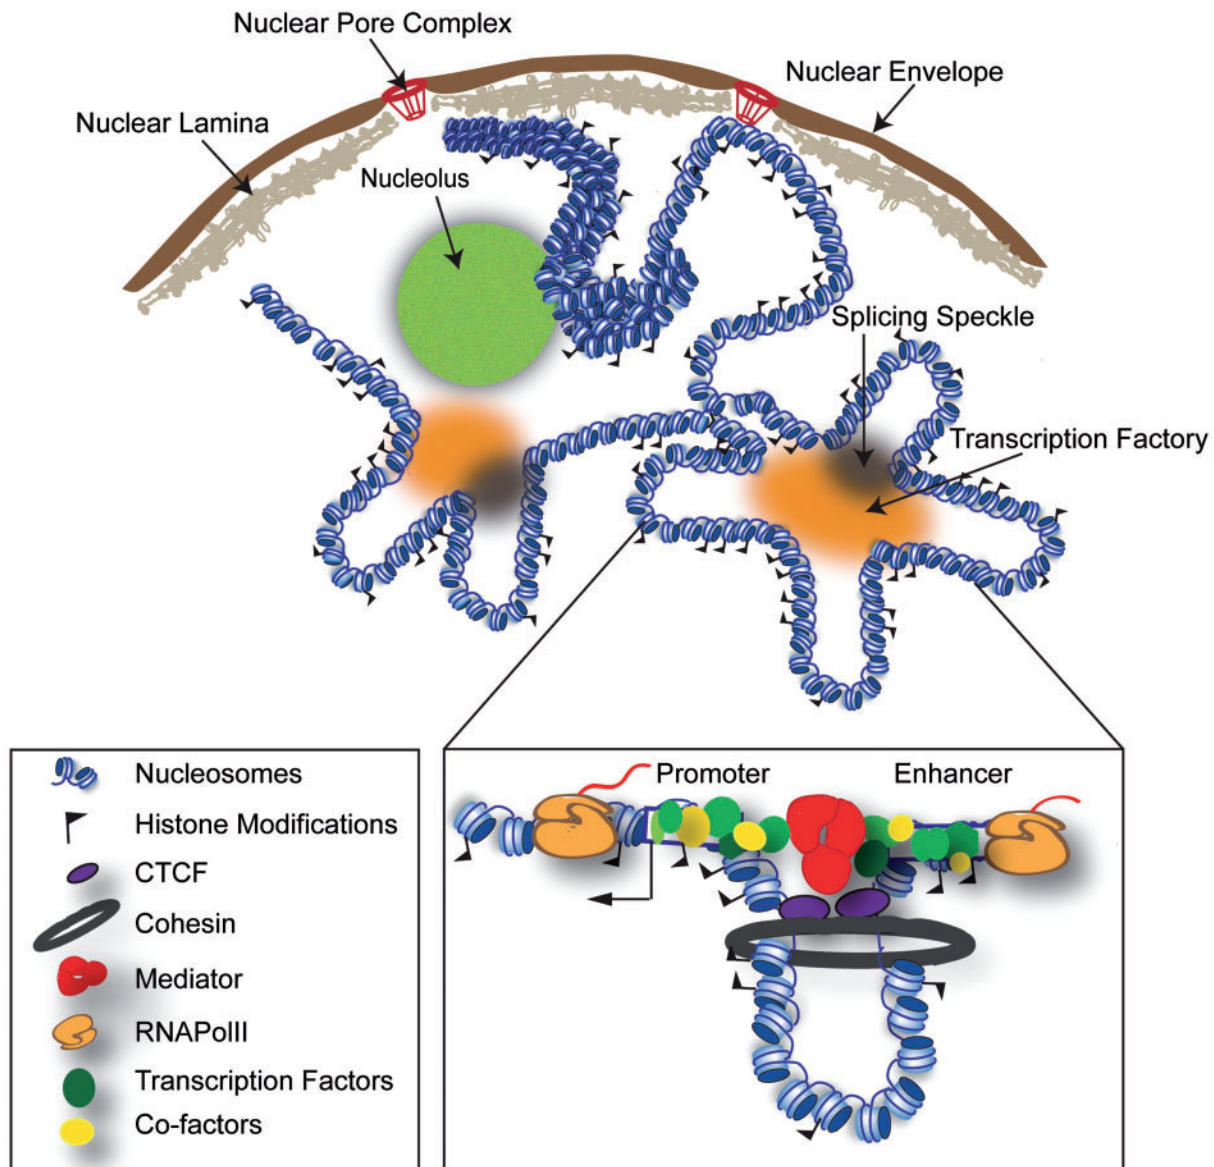 Nuclear Pore Complex
Nuclear Envelope
Nuclear Lamina
Nucleolus
Splicing Speckle
Transcription Factory
Nucleosomes
Histone Modifications
CTCF
Cohesin
Mediator
RNAPolII
Transcription Factors
Co-factors
Promoter
Enhancer